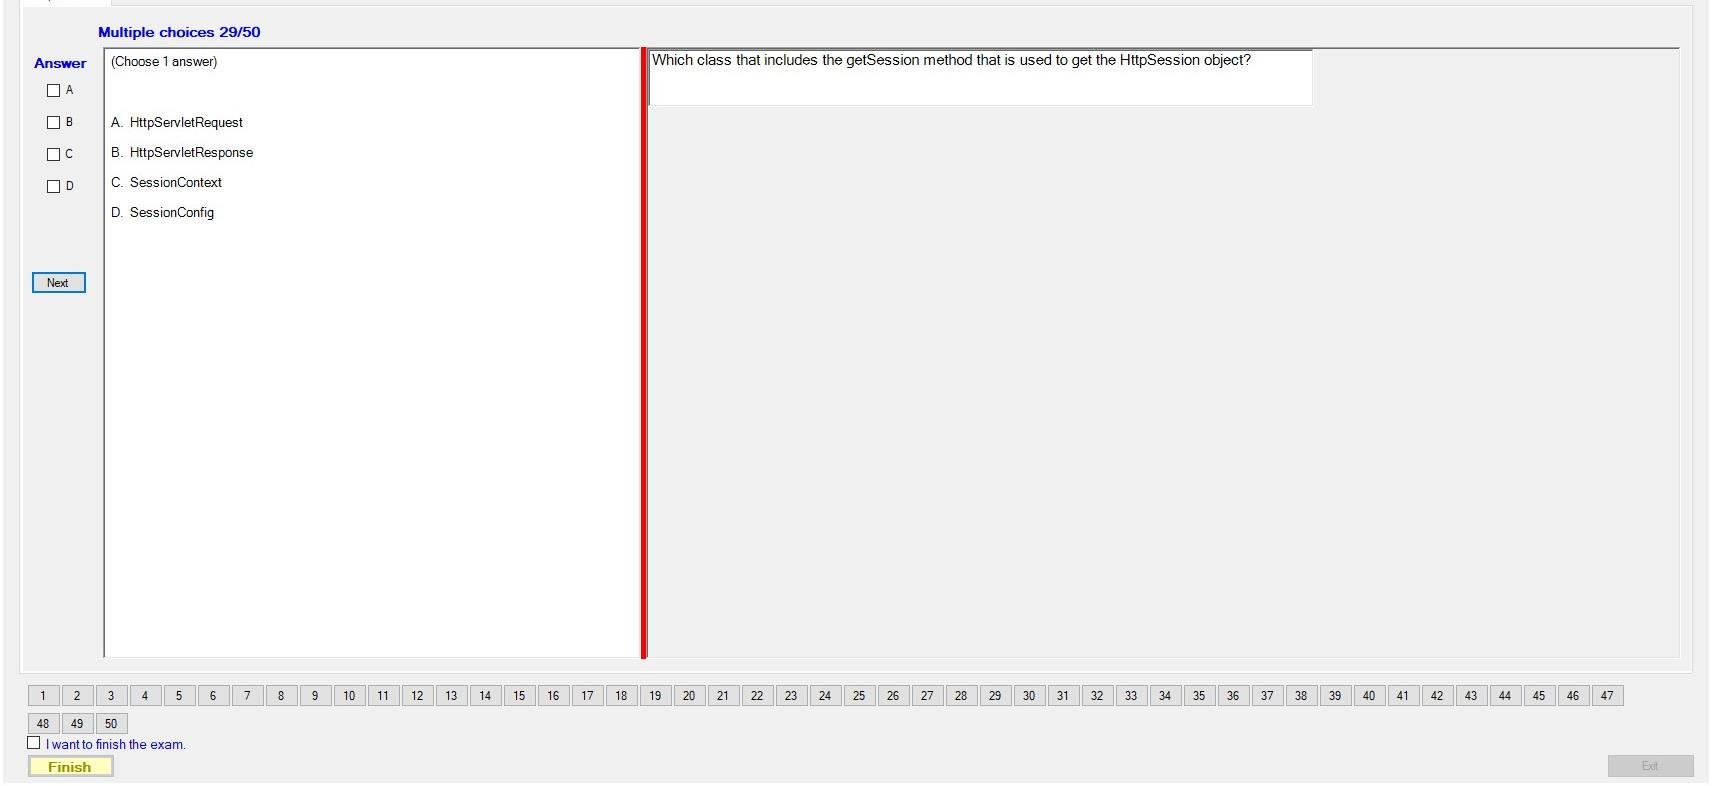 Multiple choices 29/50
Answer
A
B
C
D
Next
(Choose 1 answer)
A. HttpServletRequest
B. HttpServletResponse
C. SessionContext
D. SessionConfig
Which class that includes the getSession method that is used to get the HttpSession object?
1 2 3 4 5 6 7 8 9 10 11 12 13 14 15 16 17 18 19 20 21 22 23 24 25 26 27 28 29 30 31 32 33 34 35 36 37 38 39 40 41 42 43 44 45 46 47
48 49 50
I want to finish the exam.
Finish
Exit